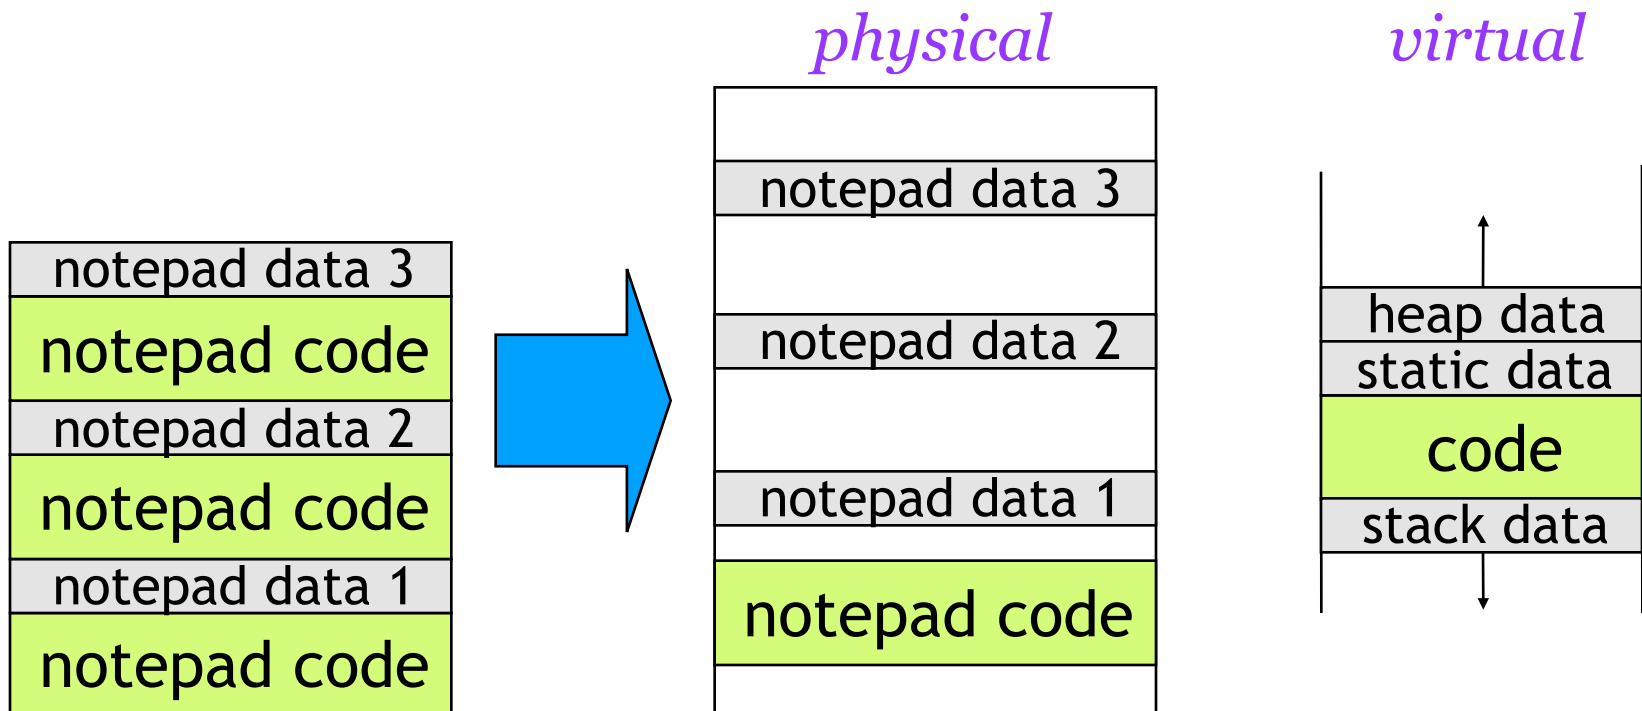 physical
virtual
notepad data 3
notepad code
notepad data 2
notepad code
notepad data 1
notepad code
notepad data 3
notepad data 2
notepad data 1
notepad code
heap data
static data
code
stack data